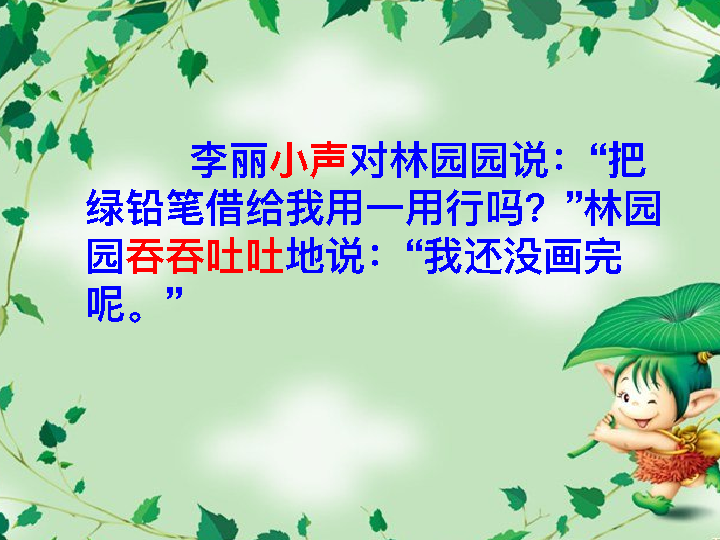 李丽小声对林园园说：“把
绿铅笔借给我用一用行吗？”林园
园吞吞吐吐地说：“我还没画完
呢。”